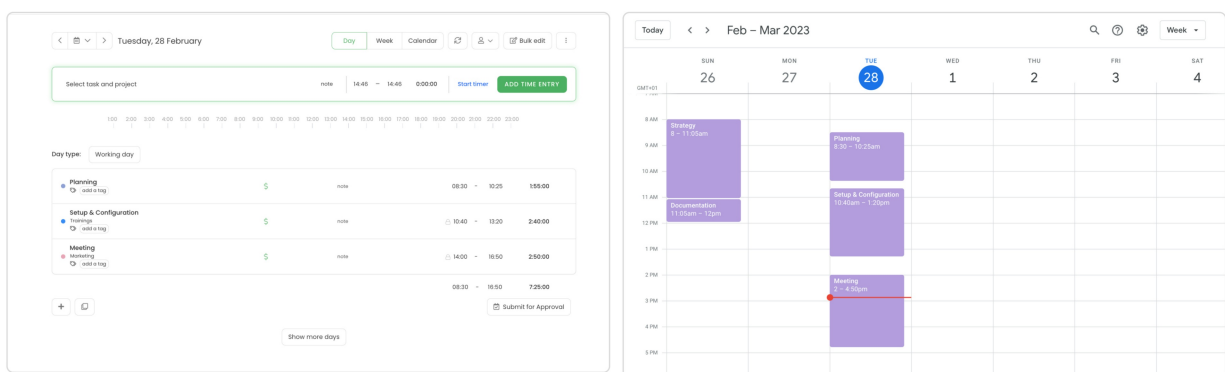 Tuesday, 28 February
Day Week Calendar Bulk edit
Select task and project note 14:46 – 14:46 0:00:00 Start timer ADD TIME ENTRY
1:00 2:00 3:00 4:00 5:00 6:00 7:00 8:00 9:00 10:00 11:00 12:00 13:00 14:00 15:00 16:00 17:00 18:00 19:00 20:00 21:00 22:00 23:00
Day type: Working day
Planning
add a tag
$ note 08:30 - 10:25 1:55:00
Setup & Configuration
Trainings
add a tag
$ note 10:40 - 13:20 2:40:00
Meeting
Marketing
add a tag
$ note 14:00 - 16:50 2:50:00
08:30 - 16:50 7:25:00
Submit for Approval
Show more days
Today Feb – Mar 2023 Week
SUN MON TUE WED THU FRI SAT
26 27 28 1 2 3 4
GMT+01
8 AM
9 AM
10 AM
11 AM
12 PM
1 PM
2 PM
3 PM
4 PM
5 PM
Strategy
8 – 11:05am
Documentation
11:05am – 12pm
Planning
8:30 – 10:25am
Setup & Configuration
10:40am – 1:20pm
Meeting
2 – 4:50pm